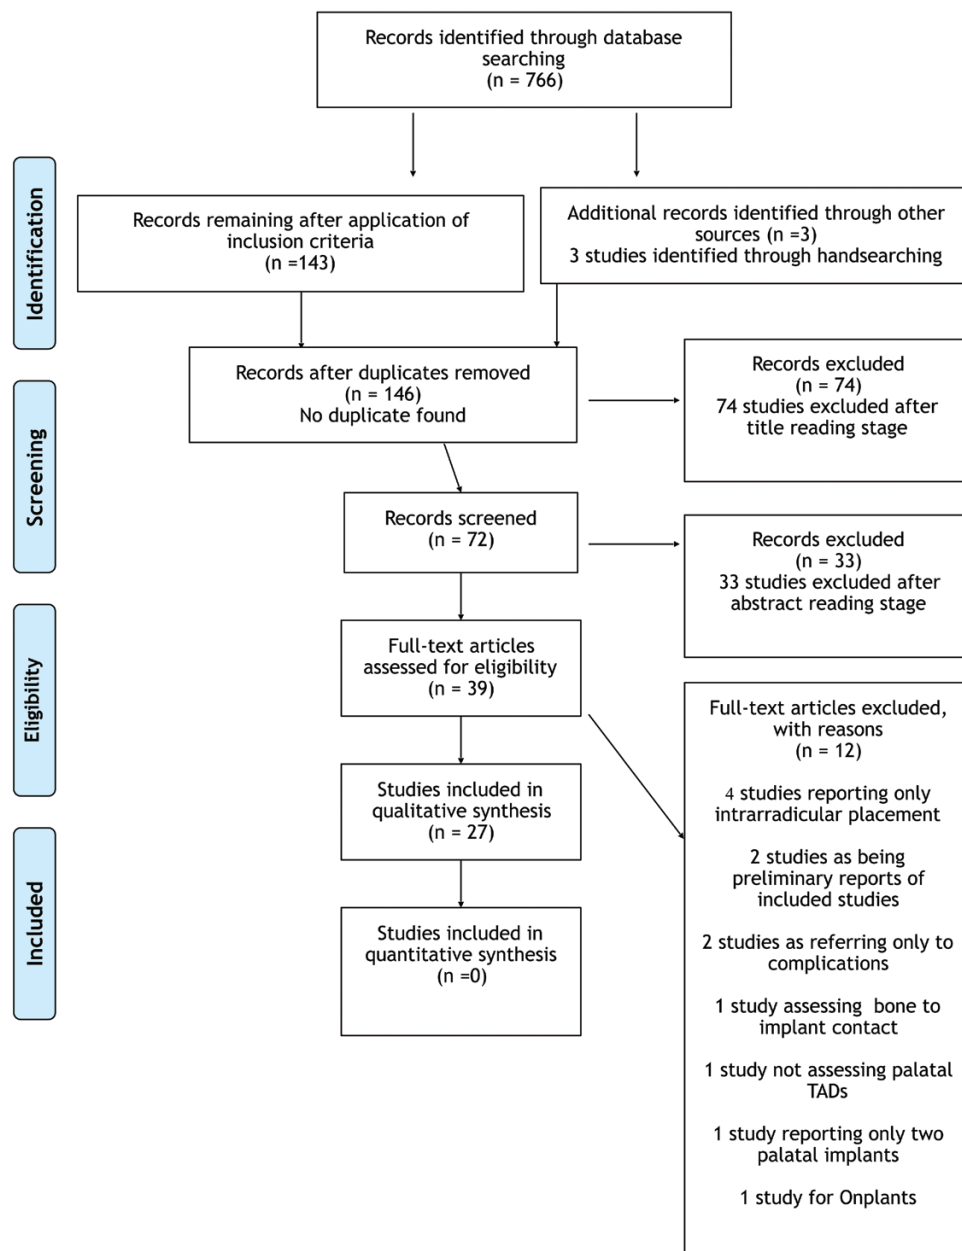 Records identified through database
searching
(n = 766)
Identification
Records remaining after application of
inclusion criteria
(n =143)
Additional records identified through other
sources (n =3)
3 studies identified through handsearching
Records after duplicates removed
(n = 146)
No duplicate found
Records excluded
(n = 74)
74 studies excluded after
title reading stage
Screening
Records screened
(n = 72)
Records excluded
(n = 33)
33 studies excluded after
abstract reading stage
Eligibility
Full-text articles
assessed for eligibility
(n = 39)
Full-text articles excluded,
with reasons
(n = 12)
4 studies reporting only
intrarradicular placement
2 studies as being
preliminary reports of
included studies
2 studies as referring only to
complications
1 study assessing  bone to
implant contact
1 study not assessing palatal
TADs
1 study reporting only two
palatal implants
1 study for Onplants
Studies included in
qualitative synthesis
(n = 27)
Included
Studies included in
quantitative synthesis
(n =0)